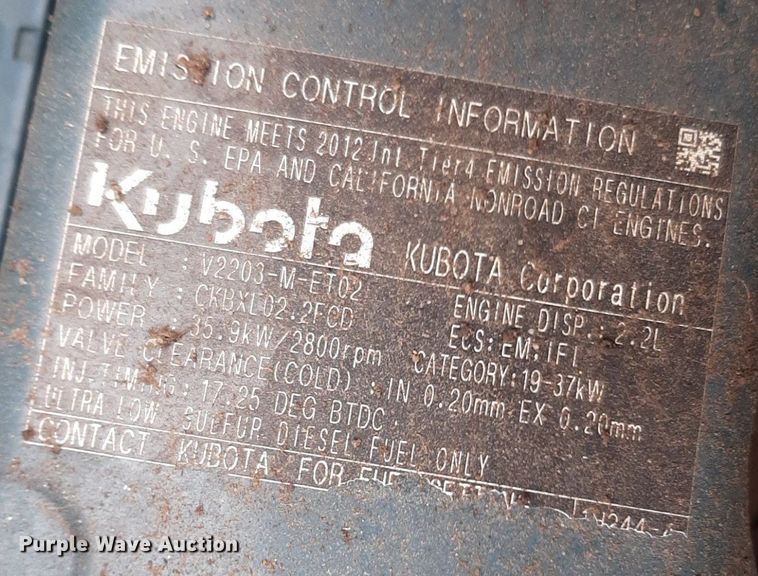 EMISSION CONTROL INFORMATION
THIS ENGINE MEETS 2012 Int. Tier4 EMISSION REGULATIONS
FOR U. S. EPA AND CALIFORNIA NONROAD CI ENGINES.
Kubota KUBOTA Corporation
MODEL : V2203-M-ET02 ENGINE DISP: 2.2L
FAMILY : CKBXL02.2FCD ECS:EM,IFI
POWER : 35.9kW/2800rpm CATEGORY:19-37kW
VALVE CLEARANCE(COLD) : IN 0.20mm EX 0.20mm
INJ.TIMING: 17.25 DEG BTDC
ULTRA LOW SULFUR DIESEL FUEL ONLY
CONTACT KUBOTA FOR
Purple Wave Auction